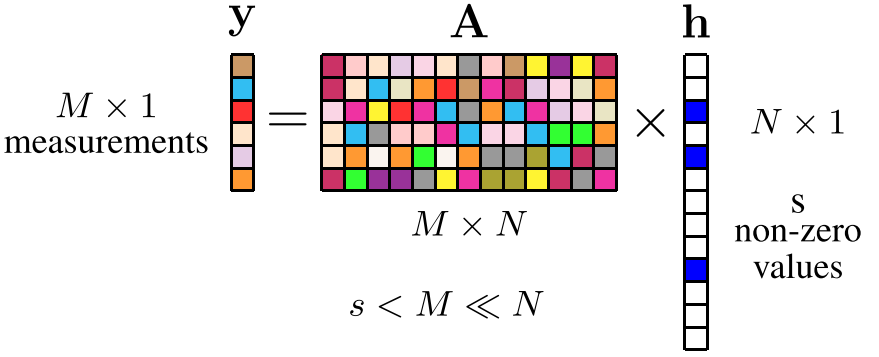 y
A
h
M × 1
measurements
=
×
N × 1
M × N
s
non-zero
values
s < M ≪ N